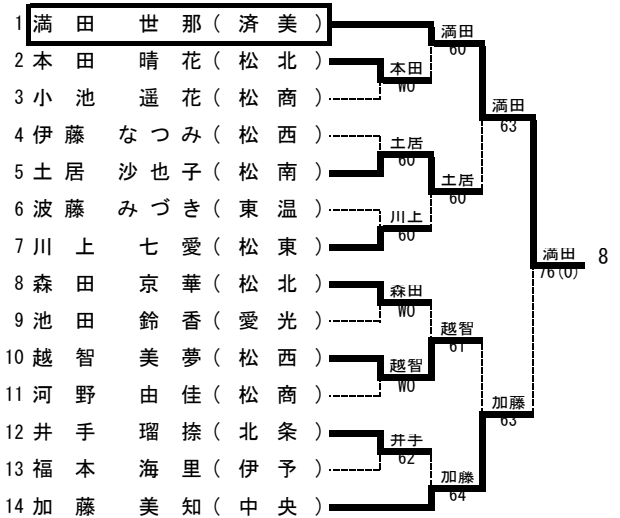 1 満田 世那(済美)
2 本田 晴花(松北)
3 小池 遥花(松商)
4 伊藤 なつみ(松西)
5 土居 沙也子(松南)
6 波藤 みづき(東温)
7 川上 七愛(松東)
8 森田 京華(松北)
9 池田 鈴香(愛光)
10 越智 美夢(松西)
11 河野 由佳(松商)
12 井手 瑠捺(北条)
13 福本 海里(伊予)
14 加藤 美知(中央)
本田
WO
土居
60
川上
60
森田
WO
越智
WO
井手
62
満田
60
土居
60
越智
61
加藤
64
満田
63
加藤
63
満田
76(0)
8